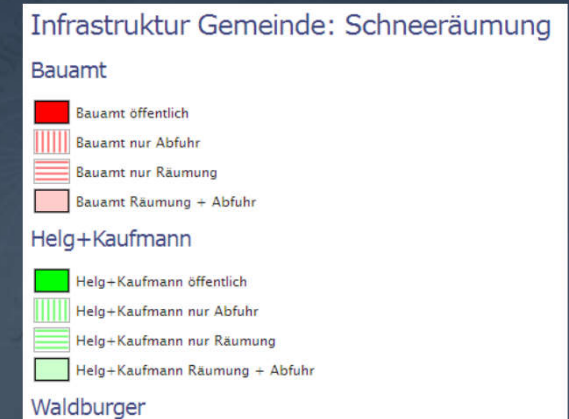 Infrastruktur Gemeinde: Schneeräumung
Bauamt
Bauamt öffentlich
Bauamt nur Abfuhr
Bauamt nur Räumung
Bauamt Räumung + Abfuhr
Helg+Kaufmann
Helg+Kaufmann öffentlich
Helg+Kaufmann nur Abfuhr
Helg+Kaufmann nur Räumung
Helg+Kaufmann Räumung + Abfuhr
Waldburger